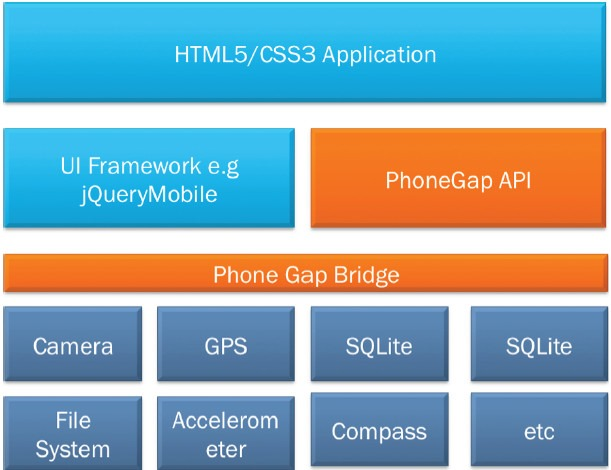 HTML5/CSS3 Application
UI Framework e.g
jQueryMobile
PhoneGap API
Phone Gap Bridge
Camera
GPS
SQLite
SQLite
File
System
Accelerom
eter
Compass
etc